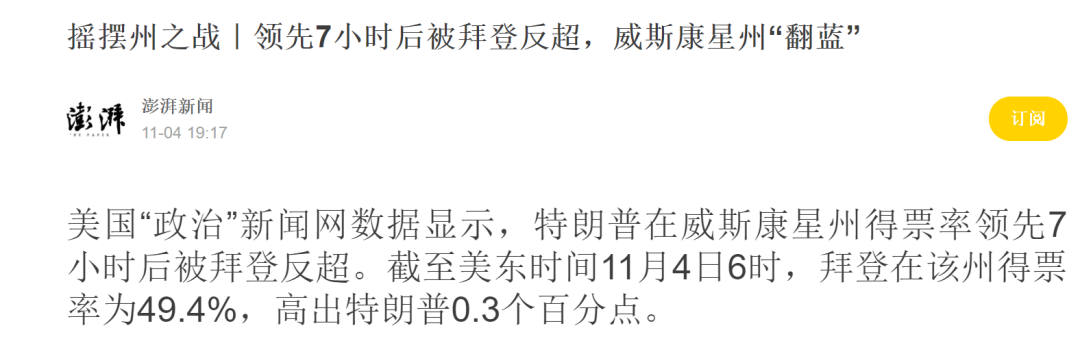 摇摆州之战丨领先7小时后被拜登反超，威斯康星州“翻蓝”
澎湃
THE PAPER
澎湃新闻
11-04 19:17
订阅
美国“政治”新闻网数据显示，特朗普在威斯康星州得票率领先7
小时后被拜登反超。截至美东时间11月4日6时，拜登在该州得票
率为49.4%，高出特朗普0.3个百分点。